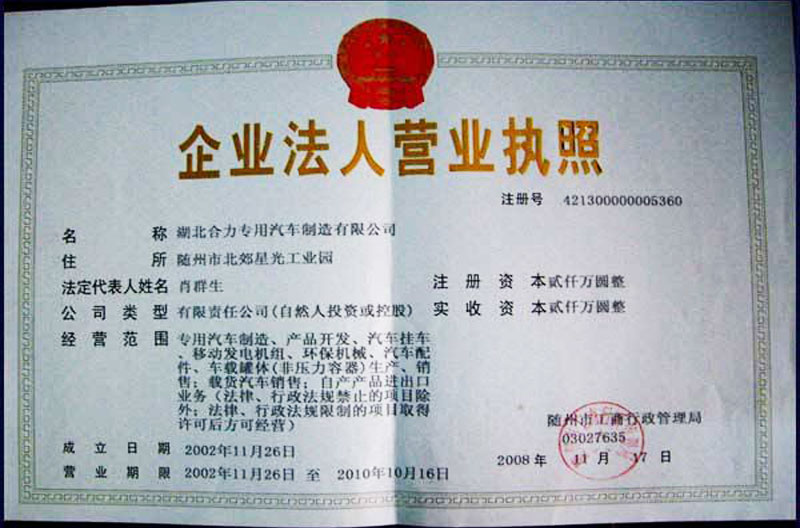 企业法人营业执照
注册号 421300000005360
名称 湖北合力专用汽车制造有限公司
住所 随州市北郊星光工业园
法定代表人姓名 肖群生 注册资本 贰仟万圆整
公司类型 有限责任公司(自然人投资或控股) 实收资本 贰仟万圆整
经营范围 专用汽车制造、产品开发、汽车挂车
、移动发电机组、环保机械、汽车配
件、车载罐体(非压力容器)生产、销
售；载货汽车销售；自产产品进出口
业务（法律、行政法规禁止的项目除
外；法律、行政法规限制的项目取得
许可后方可经营）
随州市工商行政管理局
03027635
成立日期 2002年11月26日
2008年 11月 17日
营业期限 2002年11月26日 至 2010年10月16日